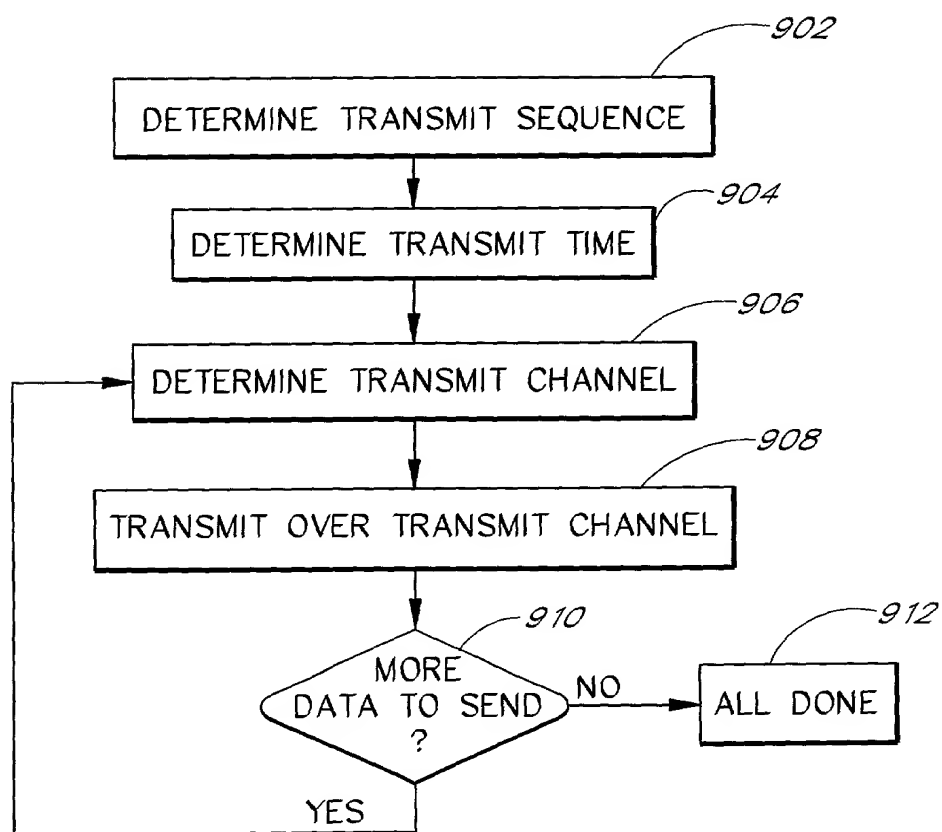 902
DETERMINE TRANSMIT SEQUENCE
904
DETERMINE TRANSMIT TIME
906
DETERMINE TRANSMIT CHANNEL
908
TRANSMIT OVER TRANSMIT CHANNEL
910
MORE
DATA TO SEND
?
NO
912
ALL DONE
YES